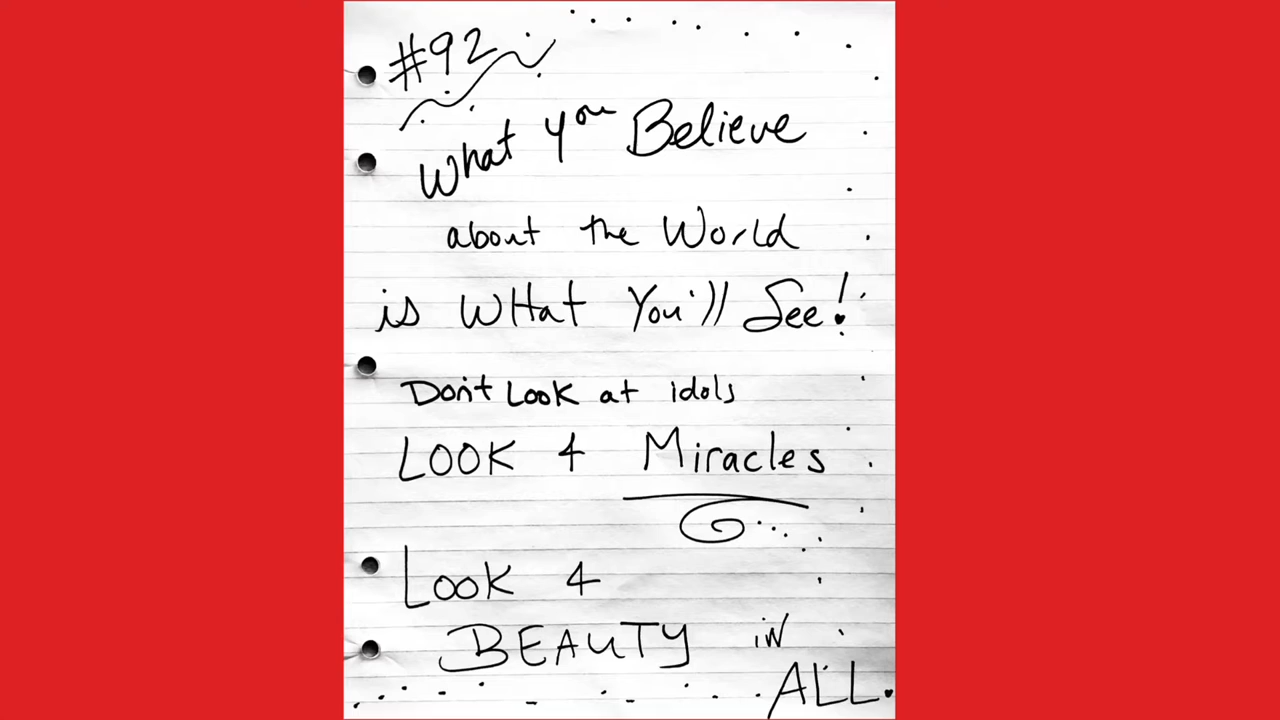 #92
What you Believe
about the World
is WHat You'll See!
Don't Look at idols
LOOK 4 Miracles
Look 4
BEAUTY iN
ALL.